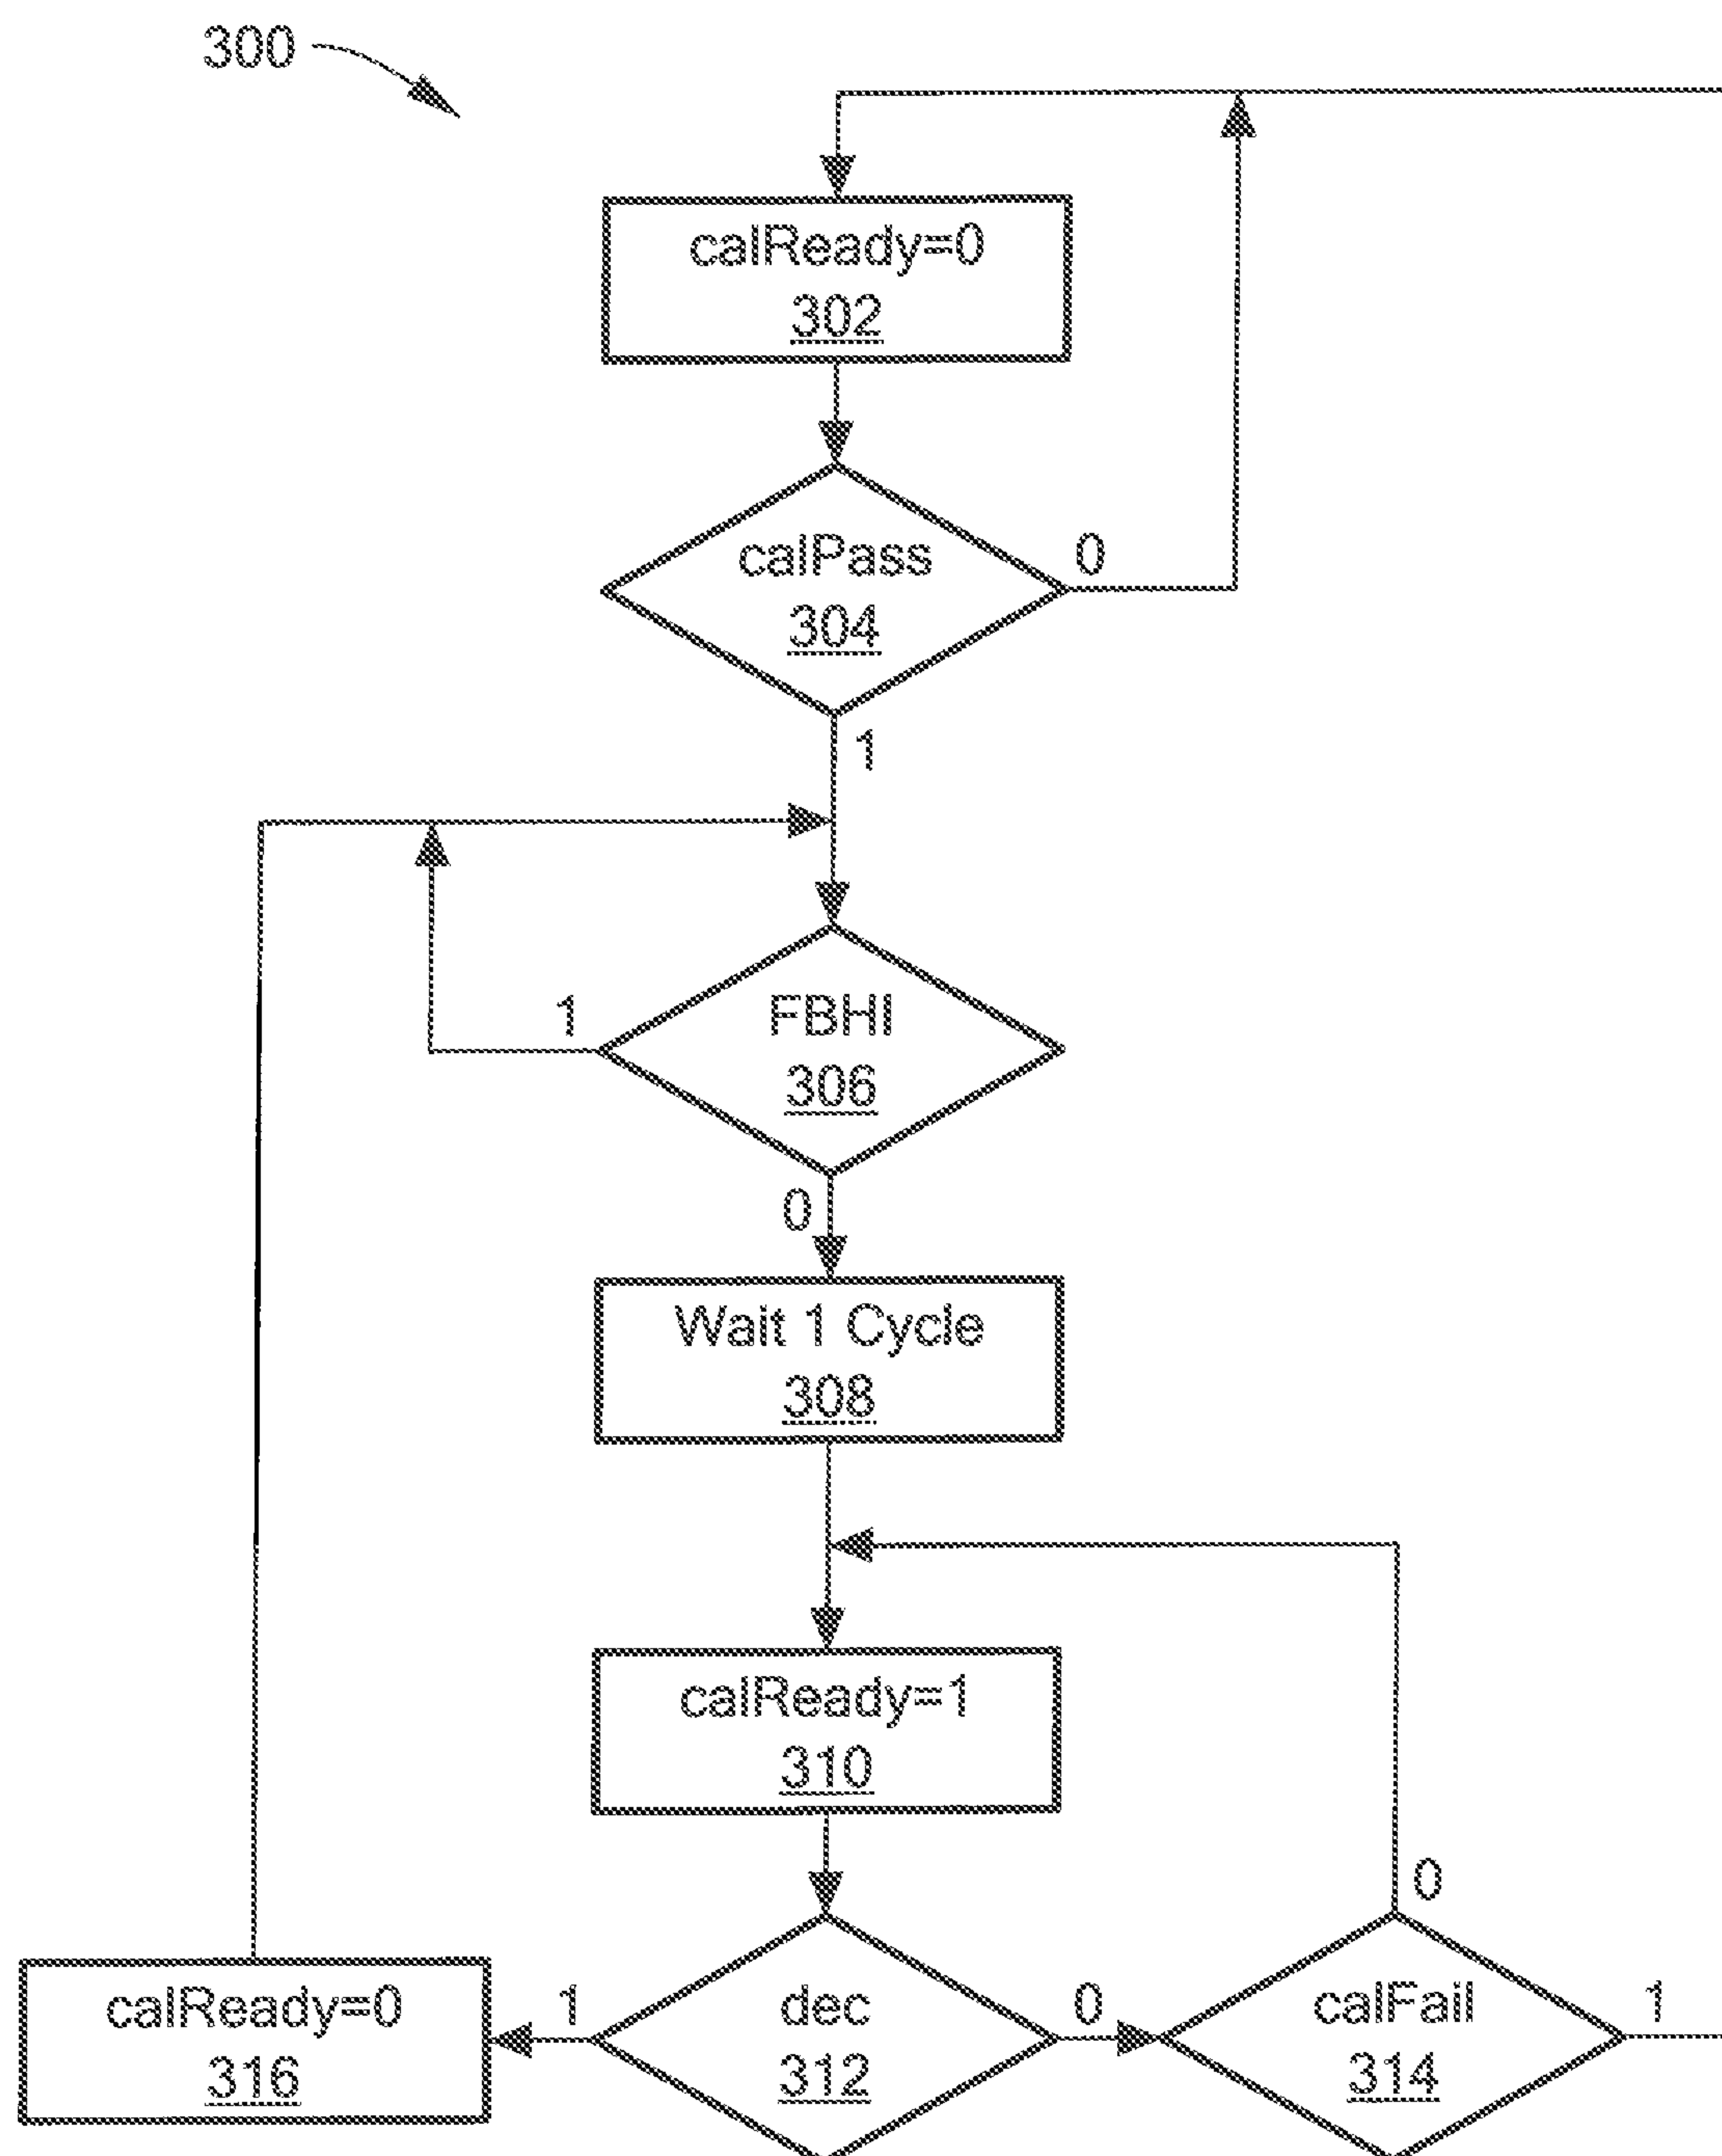 300
calReady=0
302
calPass
304
0
1
FBHI
306
1
0
Wait 1 Cycle
308
calReady=1
310
0
calReady=0
316
1
dec
312
0
calFail
314
1